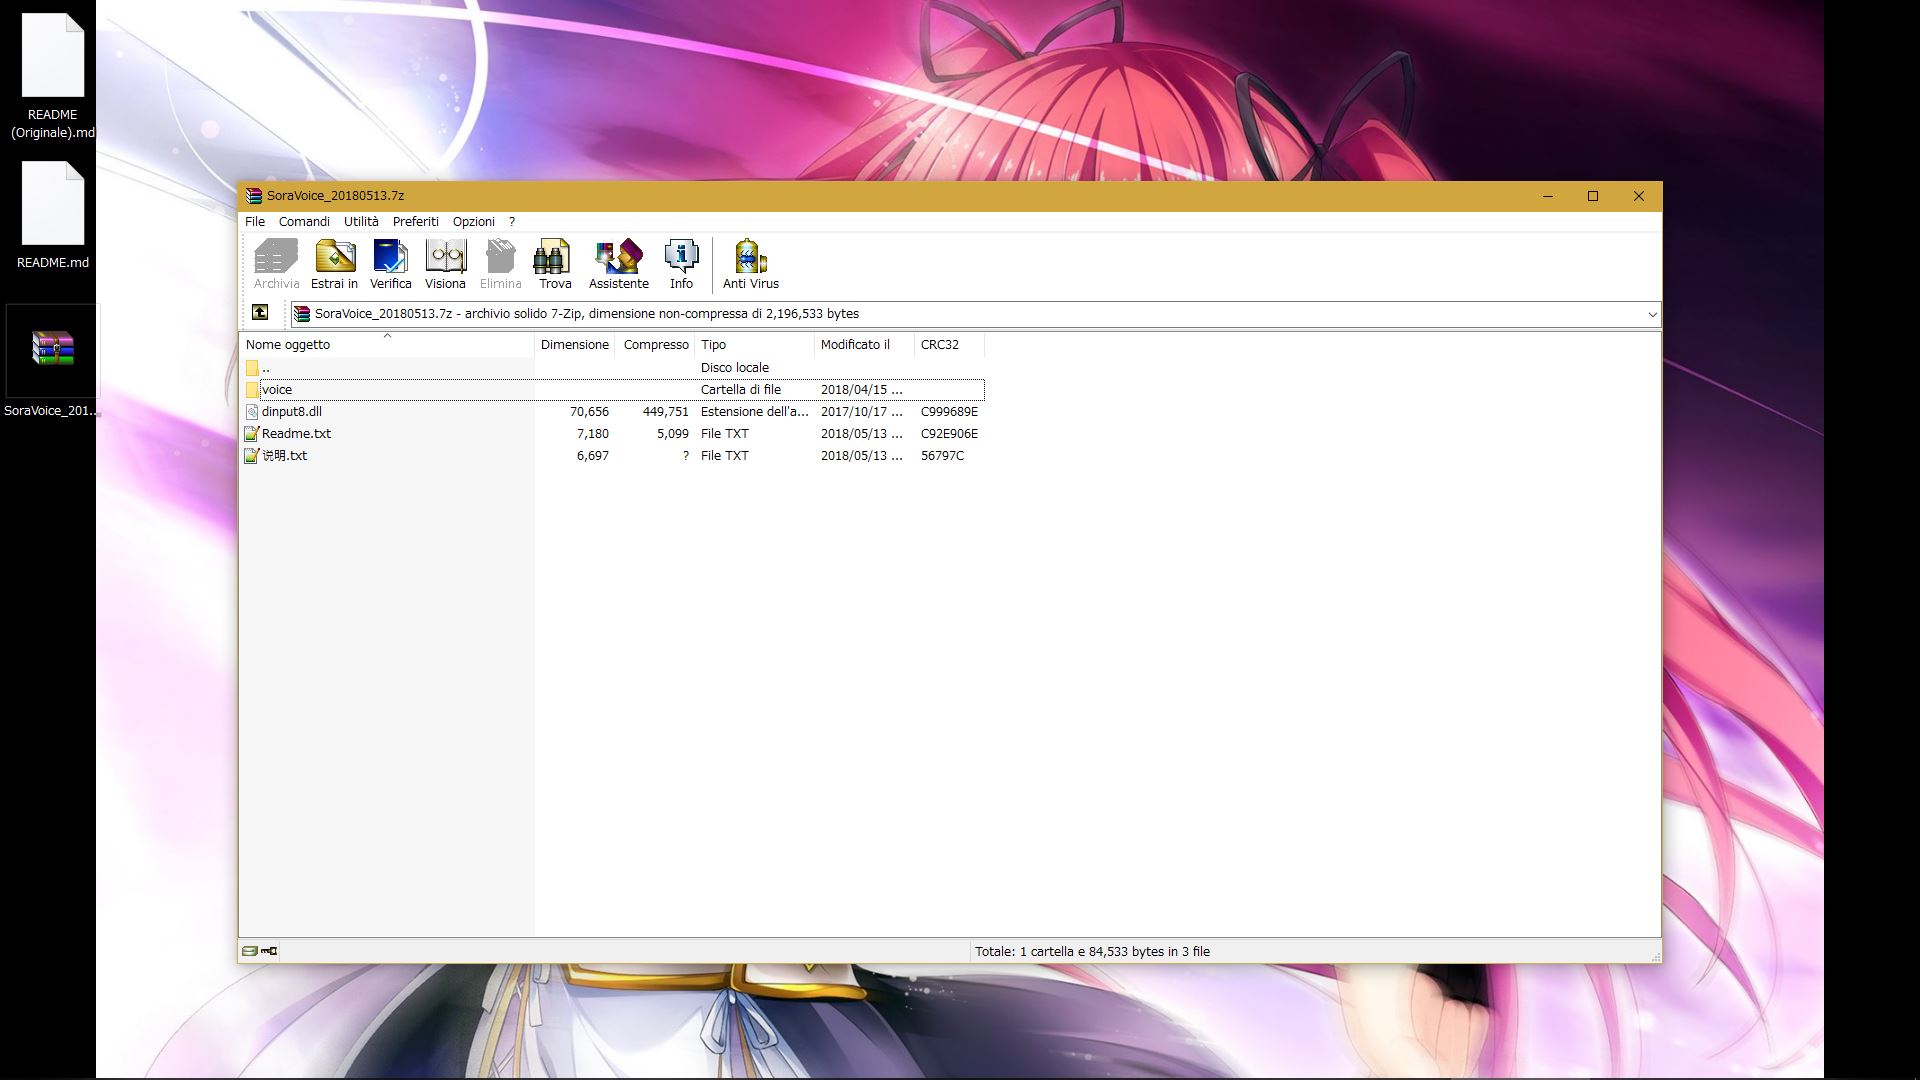 README
(Originale).md
README.md
SoraVoice_201...
SoraVoice_20180513.7z
File Comandi Utilità Preferiti Opzioni ?
Archivia Estrai in Verifica Visiona Elimina Trova Assistente Info Anti Virus
SoraVoice_20180513.7z - archivio solido 7-Zip, dimensione non-compressa di 2,196,533 bytes
Nome oggetto Dimensione Compresso Tipo Modificato il CRC32
.. Disco locale
voice Cartella di file 2018/04/15 ...
dinput8.dll 70,656 449,751 Estensione dell'a... 2017/10/17 ... C999689E
Readme.txt 7,180 5,099 File TXT 2018/05/13 ... C92E906E
说明.txt 6,697 ? File TXT 2018/05/13 ... 56797C
Totale: 1 cartella e 84,533 bytes in 3 file